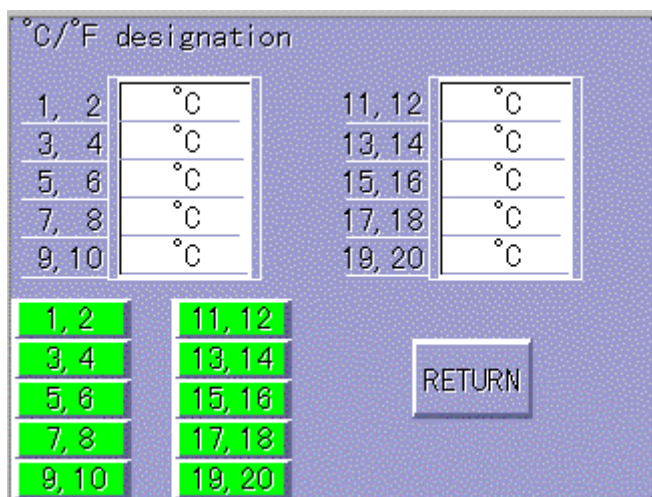 °C/°F designation
1, 2 °C 11, 12 °C
3, 4 °C 13, 14 °C
5, 6 °C 15, 16 °C
7, 8 °C 17, 18 °C
9, 10 °C 19, 20 °C
1, 2 11, 12
3, 4 13, 14
5, 6 15, 16
7, 8 17, 18
9, 10 19, 20
RETURN